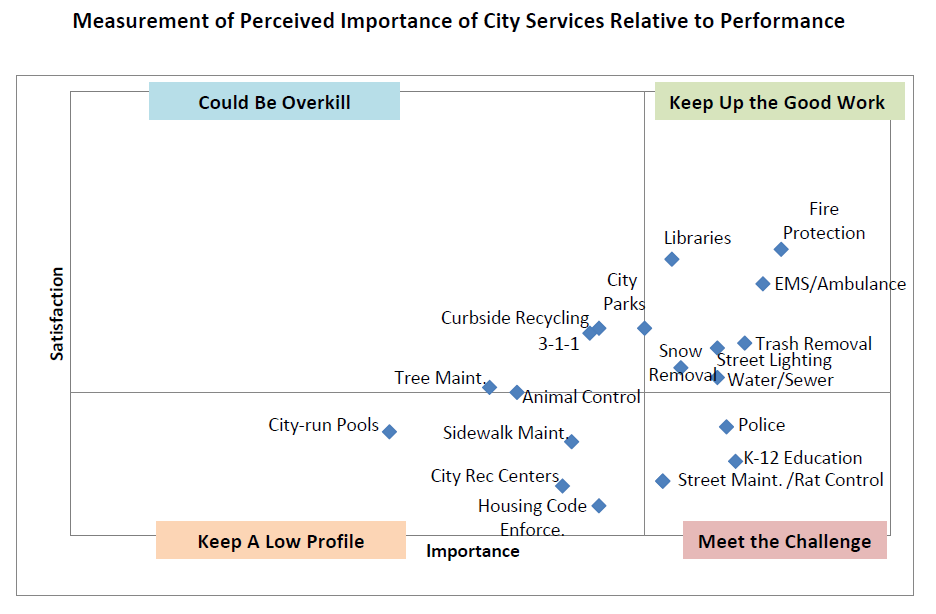 Measurement of Perceived Importance of City Services Relative to Performance
Could Be Overkill
Keep Up the Good Work
Fire
Protection
Libraries
EMS/Ambulance
City
Parks
Curbside Recycling
3-1-1
Trash Removal
Snow
Removal
Street Lighting
Water/Sewer
Tree Maint.
Animal Control
Satisfaction
City-run Pools
Sidewalk Maint.
Police
K-12 Education
City Rec Centers
Street Maint. /Rat Control
Housing Code
Enforce.
Keep A Low Profile
Importance
Meet the Challenge